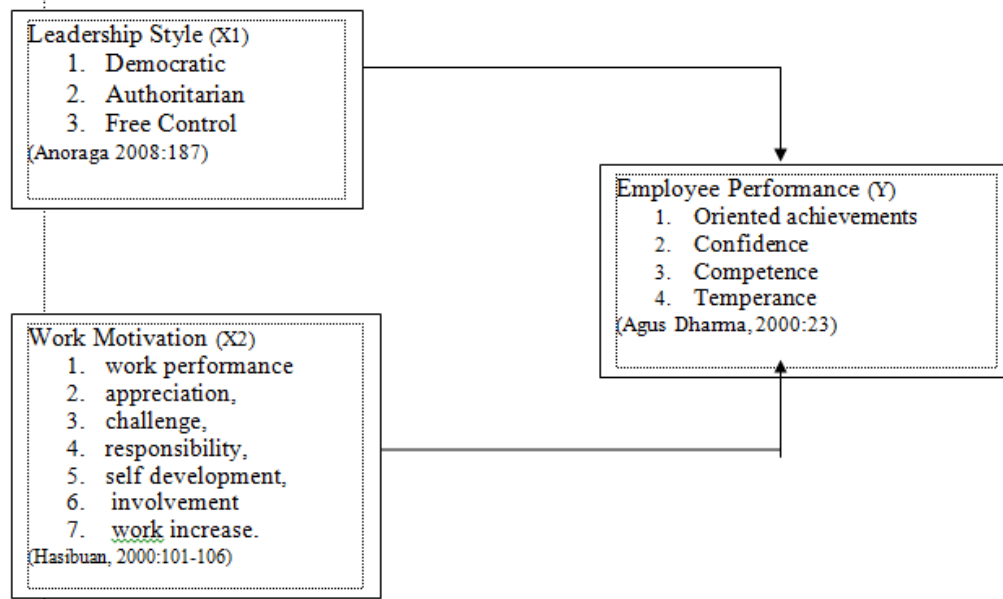 Leadership Style (X1)
1. Democratic
2. Authoritarian
3. Free Control
(Anoraga 2008:187)
Employee Performance (Y)
1. Oriented achievements
2. Confidence
3. Competence
4. Temperance
(Agus Dharma, 2000:23)
Work Motivation (X2)
1. work performance
2. appreciation,
3. challenge,
4. responsibility,
5. self development,
6. involvement
7. work increase.
(Hasibuan, 2000:101-106)